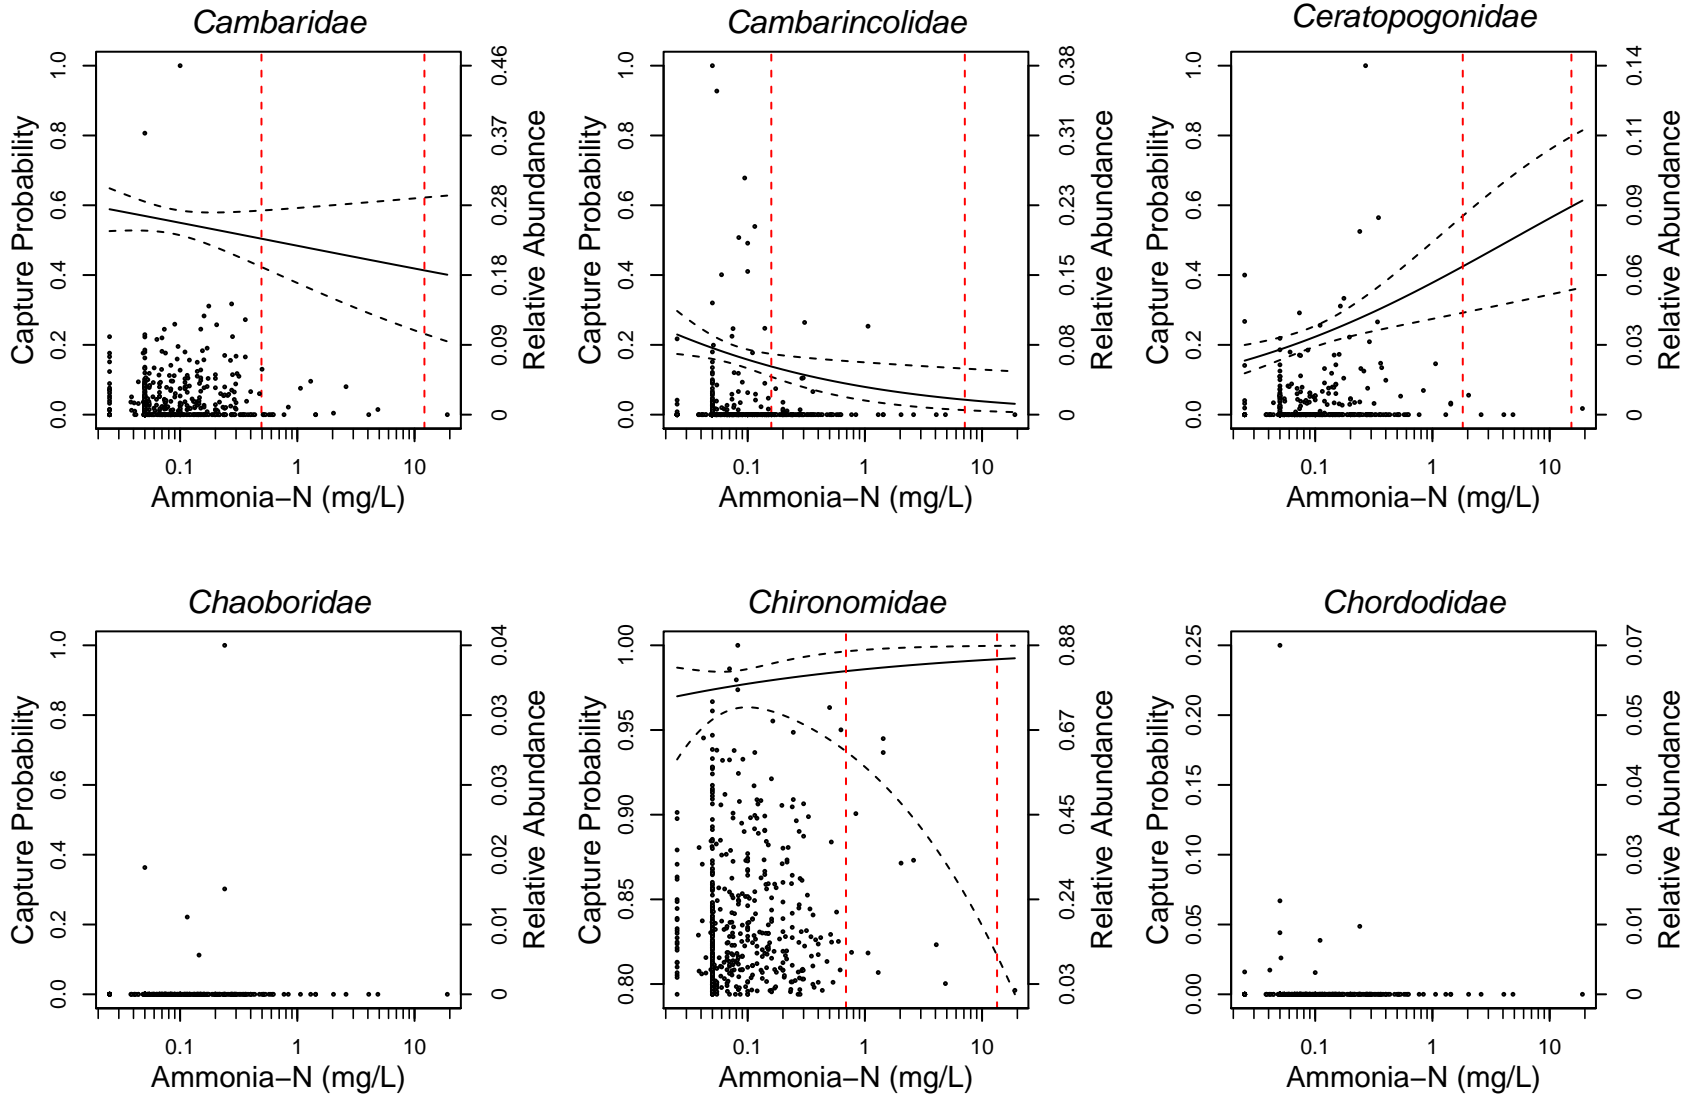 Cambaridae
Capture Probability
0.0 0.2 0.4 0.6 0.8 1.0
0 0.09 0.18 0.28 0.37 0.46
Relative Abundance
0.1 1 10
Ammonia−N (mg/L)
Cambarincolidae
Capture Probability
0.0 0.2 0.4 0.6 0.8 1.0
0 0.08 0.15 0.23 0.31 0.38
Relative Abundance
0.1 1 10
Ammonia−N (mg/L)
Ceratopogonidae
Capture Probability
0.0 0.2 0.4 0.6 0.8 1.0
0 0.03 0.06 0.09 0.11 0.14
Relative Abundance
0.1 1 10
Ammonia−N (mg/L)
Chaoboridae
Capture Probability
0.0 0.2 0.4 0.6 0.8 1.0
0 0.01 0.02 0.03 0.03 0.04
Relative Abundance
0.1 1 10
Ammonia−N (mg/L)
Chironomidae
Capture Probability
0.80 0.85 0.90 0.95 1.00
0.03 0.24 0.45 0.67 0.88
Relative Abundance
0.1 1 10
Ammonia−N (mg/L)
Chordodidae
Capture Probability
0.00 0.05 0.10 0.15 0.20 0.25
0 0.01 0.03 0.04 0.05 0.07
Relative Abundance
0.1 1 10
Ammonia−N (mg/L)